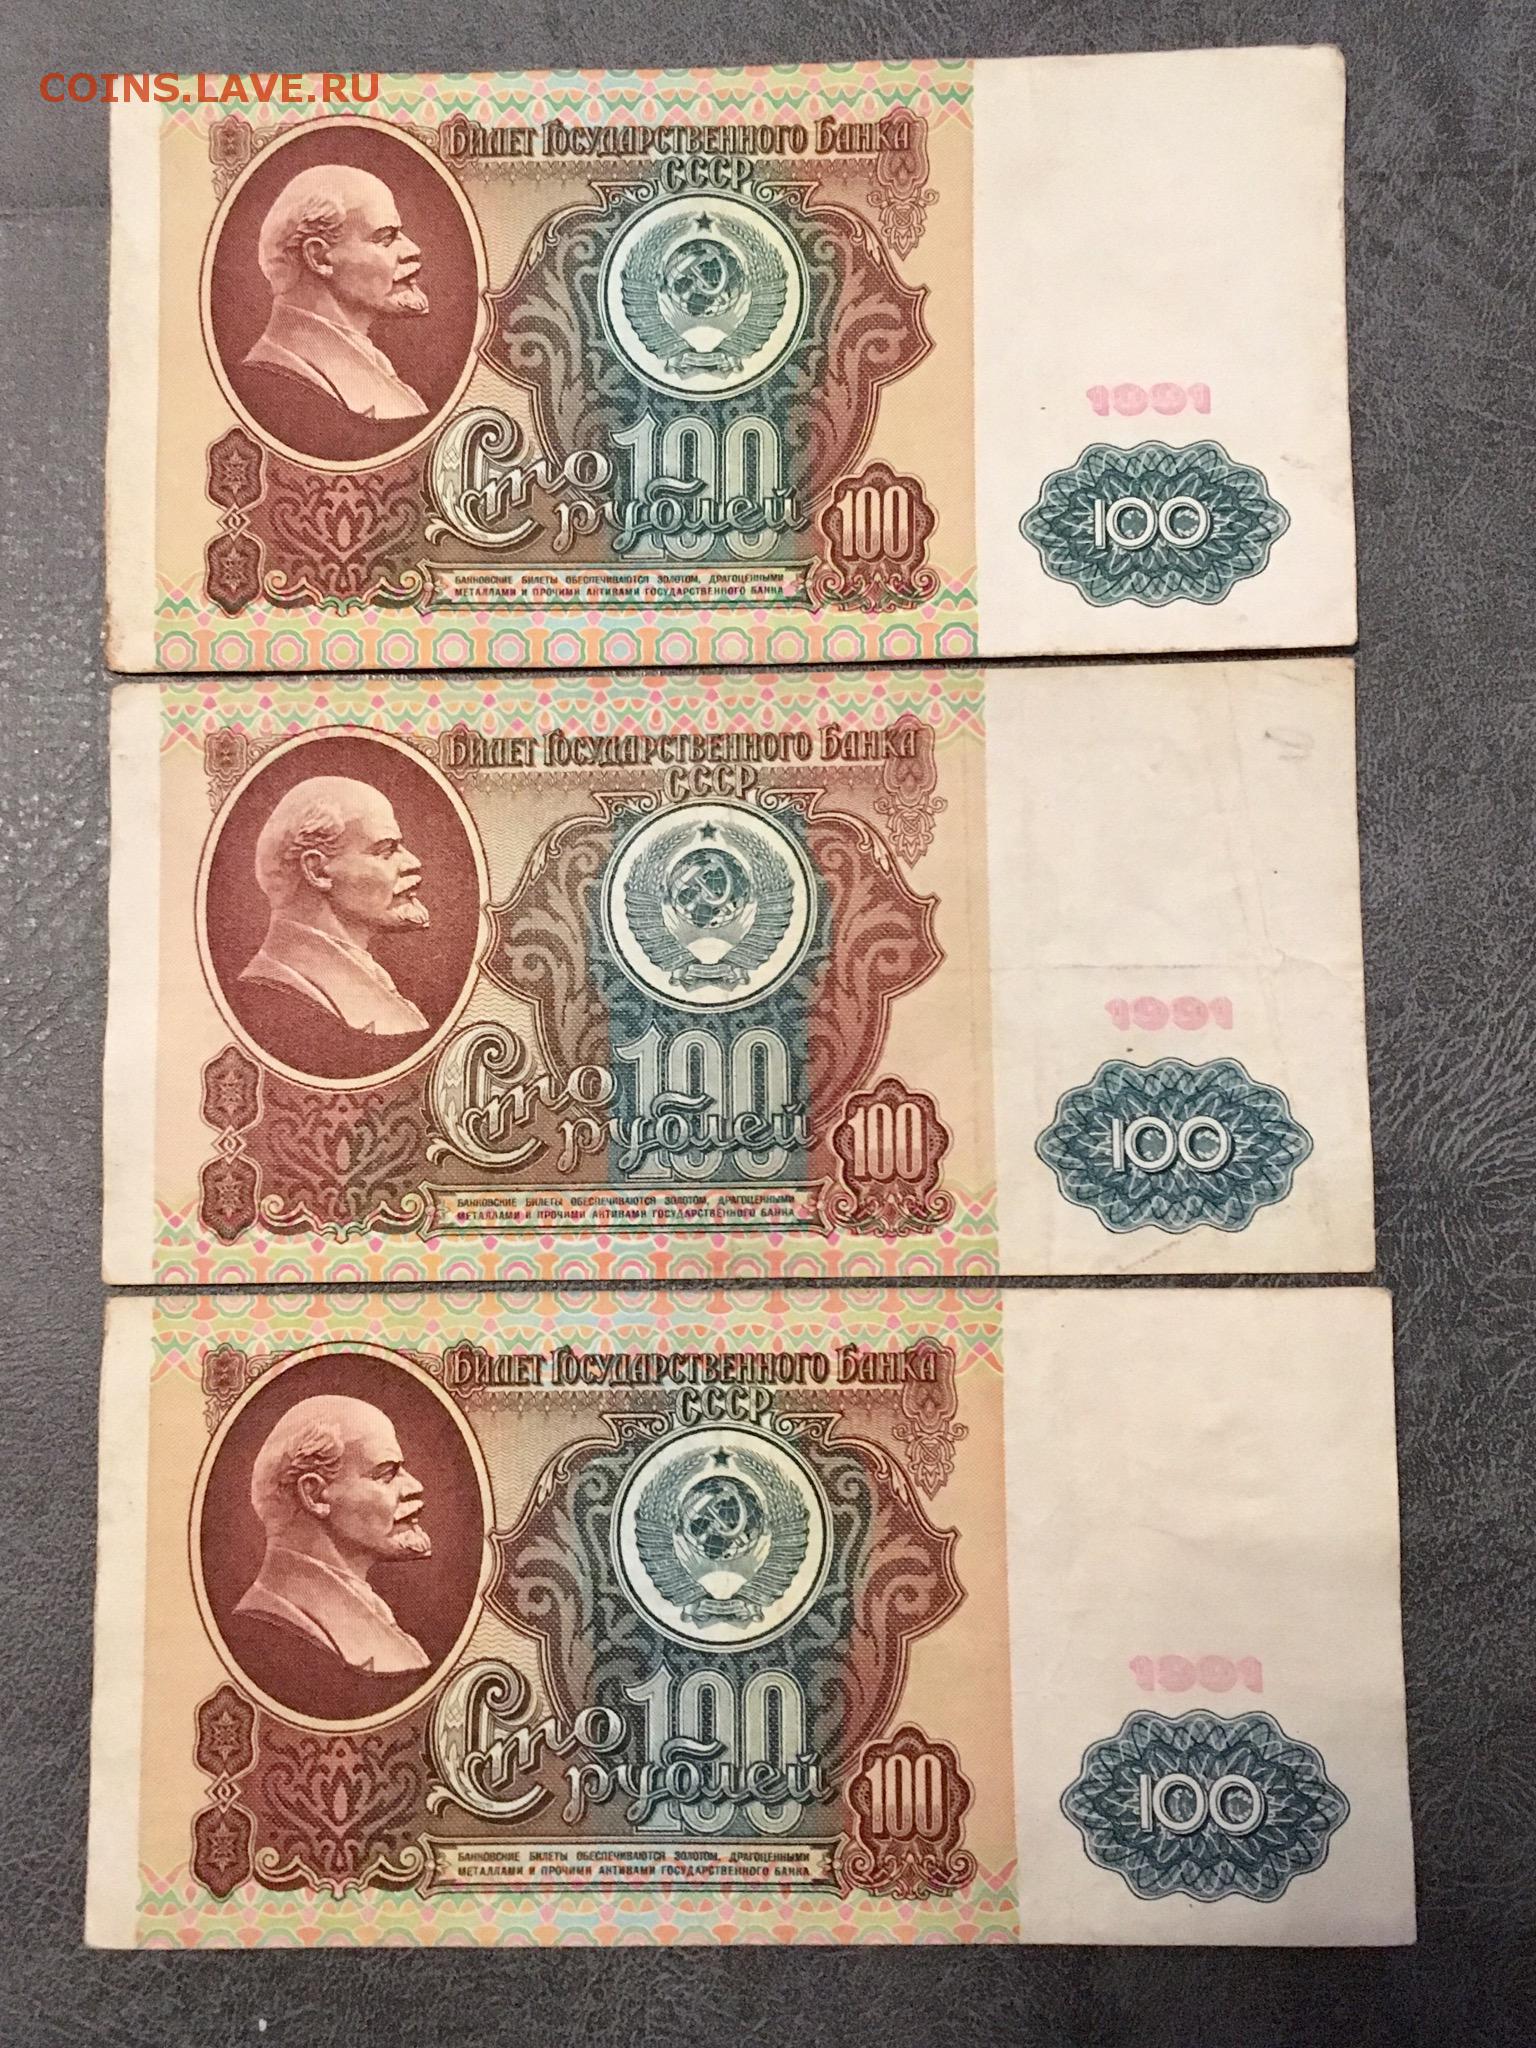 COINS.LAVE.RU
Билет Государственного Банка
СССР
1991
Сто
100
рублей
100
100
100
БАНКОВСКИЕ БИЛЕТЫ ОБЕСПЕЧИВАЮТСЯ ЗОЛОТОМ, ДРАГОЦЕННЫМИ
МЕТАЛЛАМИ И ПРОЧИМИ АКТИВАМИ ГОСУДАРСТВЕННОГО БАНКА
Билет Государственного Банка
СССР
1991
Сто
100
рублей
100
100
100
БАНКОВСКИЕ БИЛЕТЫ ОБЕСПЕЧИВАЮТСЯ ЗОЛОТОМ, ДРАГОЦЕННЫМИ
МЕТАЛЛАМИ И ПРОЧИМИ АКТИВАМИ ГОСУДАРСТВЕННОГО БАНКА
Билет Государственного Банка
СССР
1991
Сто
100
рублей
100
100
100
БАНКОВСКИЕ БИЛЕТЫ ОБЕСПЕЧИВАЮТСЯ ЗОЛОТОМ, ДРАГОЦЕННЫМИ
МЕТАЛЛАМИ И ПРОЧИМИ АКТИВАМИ ГОСУДАРСТВЕННОГО БАНКА